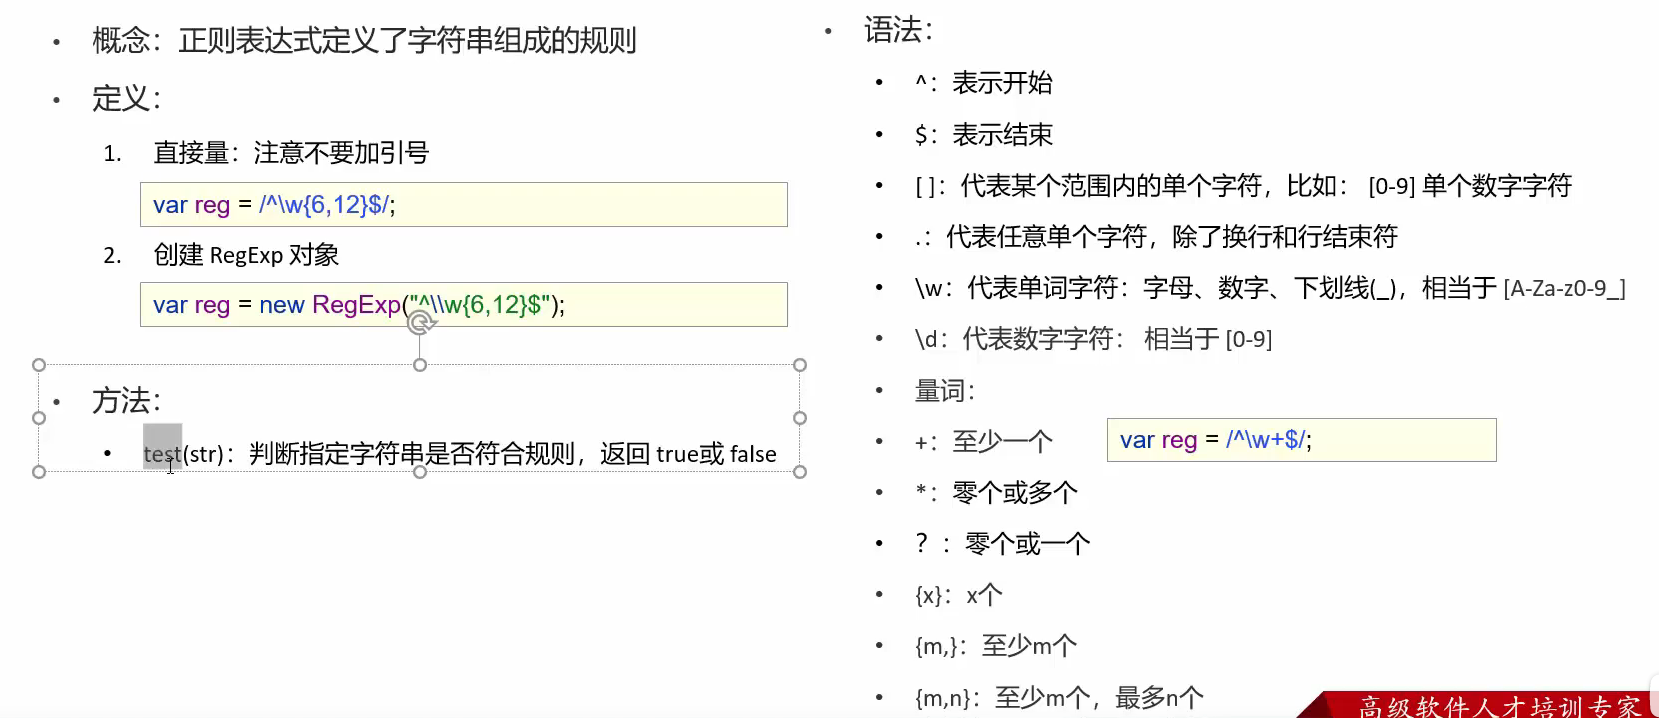 • 概念：正则表达式定义了字符串组成的规则
• 定义：
1. 直接量：注意不要加引号
var reg = /^\w{6,12}$/;
2. 创建 RegExp 对象
var reg = new RegExp("^\\w{6,12}$");
• 方法：
• test(str)：判断指定字符串是否符合规则，返回 true或 false
• 语法：
• ^：表示开始
• $：表示结束
• [ ]：代表某个范围内的单个字符，比如： [0-9] 单个数字字符
• .：代表任意单个字符，除了换行和行结束符
• \w：代表单词字符：字母、数字、下划线(_)，相当于 [A-Za-z0-9_]
• \d：代表数字字符： 相当于 [0-9]
• 量词：
• +：至少一个
var reg = /^\w+$/;
• *：零个或多个
• ？：零个或一个
• {x}：x个
• {m,}：至少m个
• {m,n}：至少m个，最多n个
高级软件人才培训专家